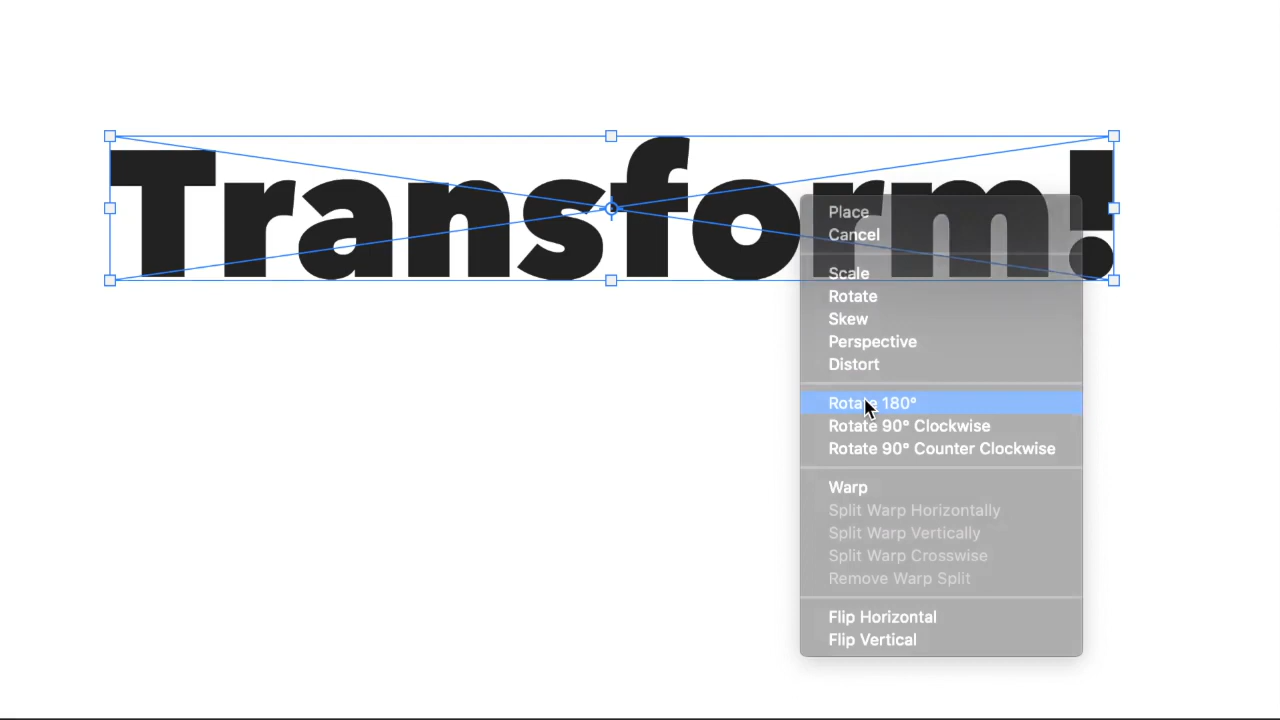 Transform!
Place
Cancel
Scale
Rotate
Skew
Perspective
Distort
Rotate 180°
Rotate 90° Clockwise
Rotate 90° Counter Clockwise
Warp
Split Warp Horizontally
Split Warp Vertically
Split Warp Crosswise
Remove Warp Split
Flip Horizontal
Flip Vertical